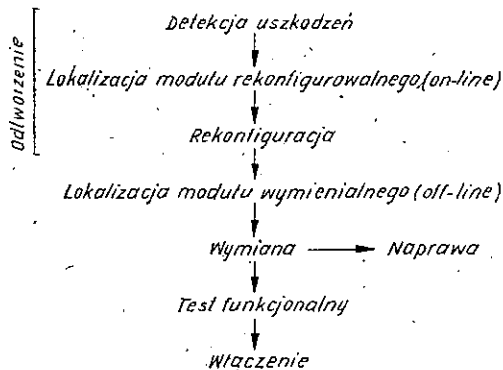 Detekcja uszkodzeń
Odtworzenie
Lokalizacja modułu rekonfigurowalnego (on-line)
Rekonfiguracja
Lokalizacja modułu wymienialnego (off-line)
Wymiana
Naprawa
Test funkcjonalny
Włączenie